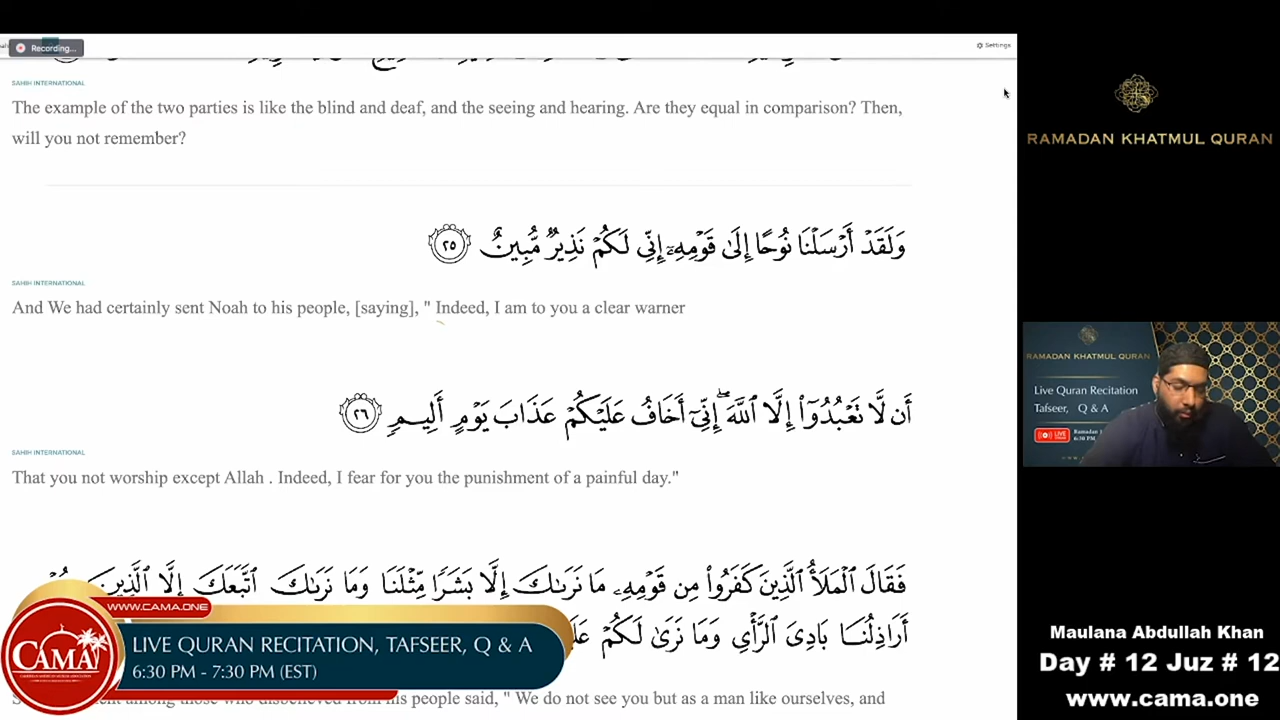 Recording...
Settings
SAHIH INTERNATIONAL
The example of the two parties is like the blind and deaf, and the seeing and hearing. Are they equal in comparison? Then,
will you not remember?
وَلَقَدْ أَرْسَلْنَا نُوحًا إِلَىٰ قَوْمِهِۦٓ إِنِّى لَكُمْ نَذِيرٌ مُّبِينٌ ٢٥
SAHIH INTERNATIONAL
And We had certainly sent Noah to his people, [saying], " Indeed, I am to you a clear warner
أَن لَّا تَعْبُدُوٓا۟ إِلَّا ٱللَّهَ ۖ إِنِّىٓ أَخَافُ عَلَيْكُمْ عَذَابَ يَوْمٍ أَلِيمٍ ٢٦
SAHIH INTERNATIONAL
That you not worship except Allah . Indeed, I fear for you the punishment of a painful day."
فَقَالَ ٱلْمَلَأُ ٱلَّذِينَ كَفَرُوا۟ مِن قَوْمِهِۦ مَا نَرَىٰكَ إِلَّا بَشَرًا مِّثْلَنَا وَمَا نَرَىٰكَ ٱتَّبَعَكَ إِلَّا ٱلَّذِينَ
أَرَاذِلُنَا بَادِىَ ٱلرَّأْىِ وَمَا نَرَىٰ لَكُمْ
his people said, " We do not see you but as a man like ourselves, and
WWW.CAMA.ONE
CAMA
LIVE QURAN RECITATION, TAFSEER, Q & A
6:30 PM - 7:30 PM (EST)
RAMADAN KHATMUL QURAN
RAMADAN KHATMUL QURAN
Live Quran Recitation
Tafseer, Q & A
Maulana Abdullah Khan
Day # 12 Juz # 12
www.cama.one